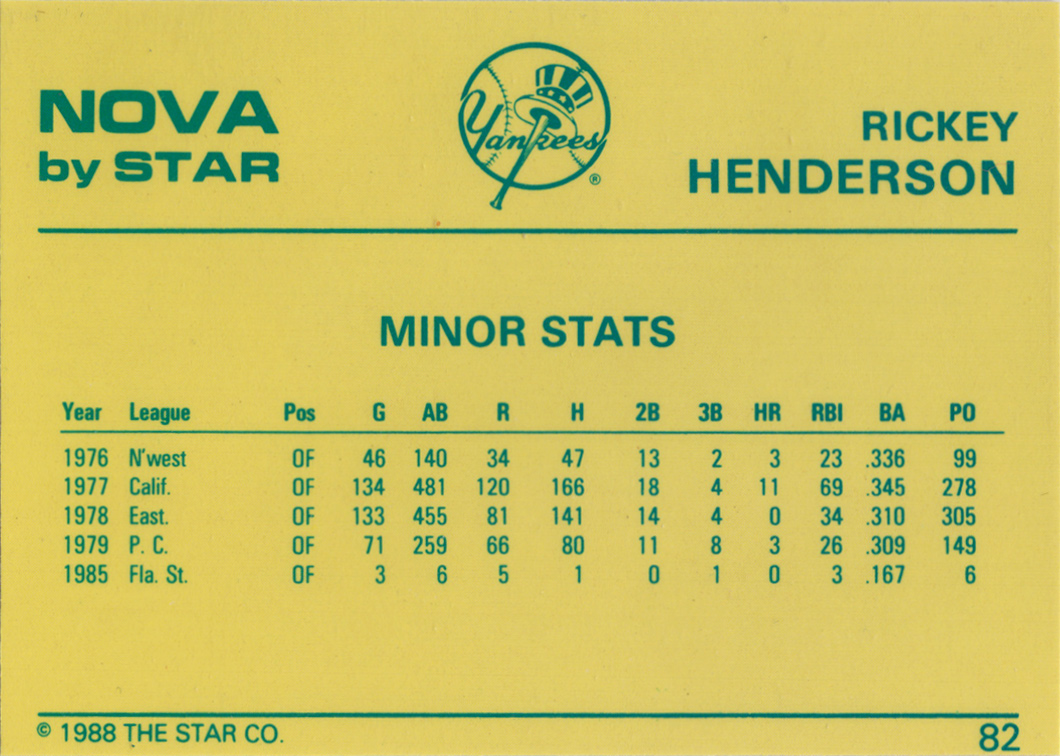 NOVA
by STAR
Yankees
®
RICKEY
HENDERSON
MINOR STATS
Year League Pos G AB R H 2B 3B HR RBI BA PO
1976 N'west OF 46 140 34 47 13 2 3 23 .336 99
1977 Calif. OF 134 481 120 166 18 4 11 69 .345 278
1978 East. OF 133 455 81 141 14 4 0 34 .310 305
1979 P. C. OF 71 259 66 80 11 8 3 26 .309 149
1985 Fla. St. OF 3 6 5 1 0 1 0 3 .167 6
© 1988 THE STAR CO.
82